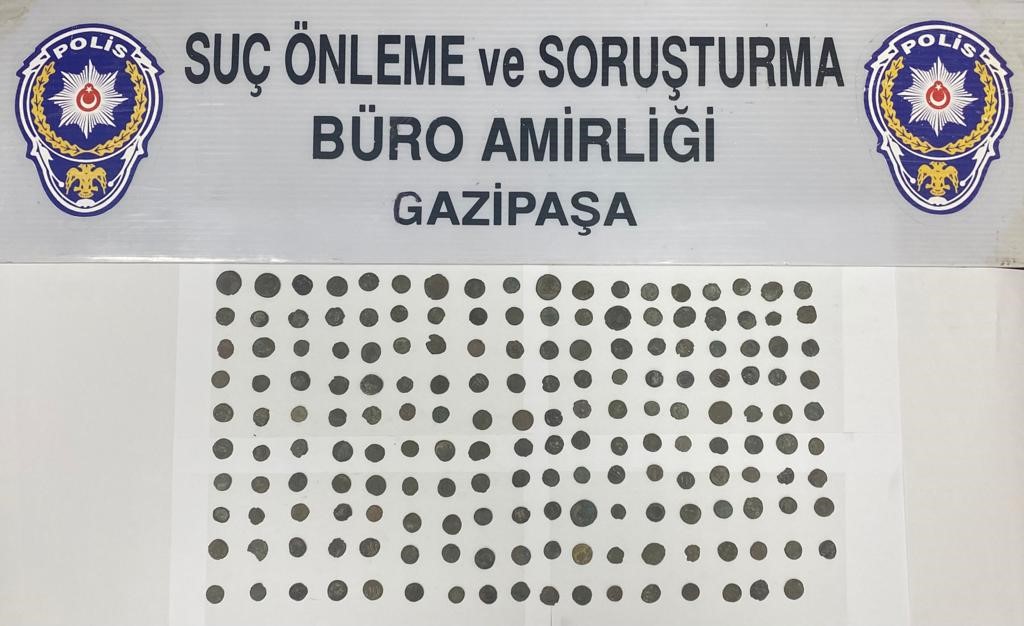 POLİS
SUÇ ÖNLEME ve SORUŞTURMA
BÜRO AMİRLİĞİ
GAZİPAŞA
POLİS